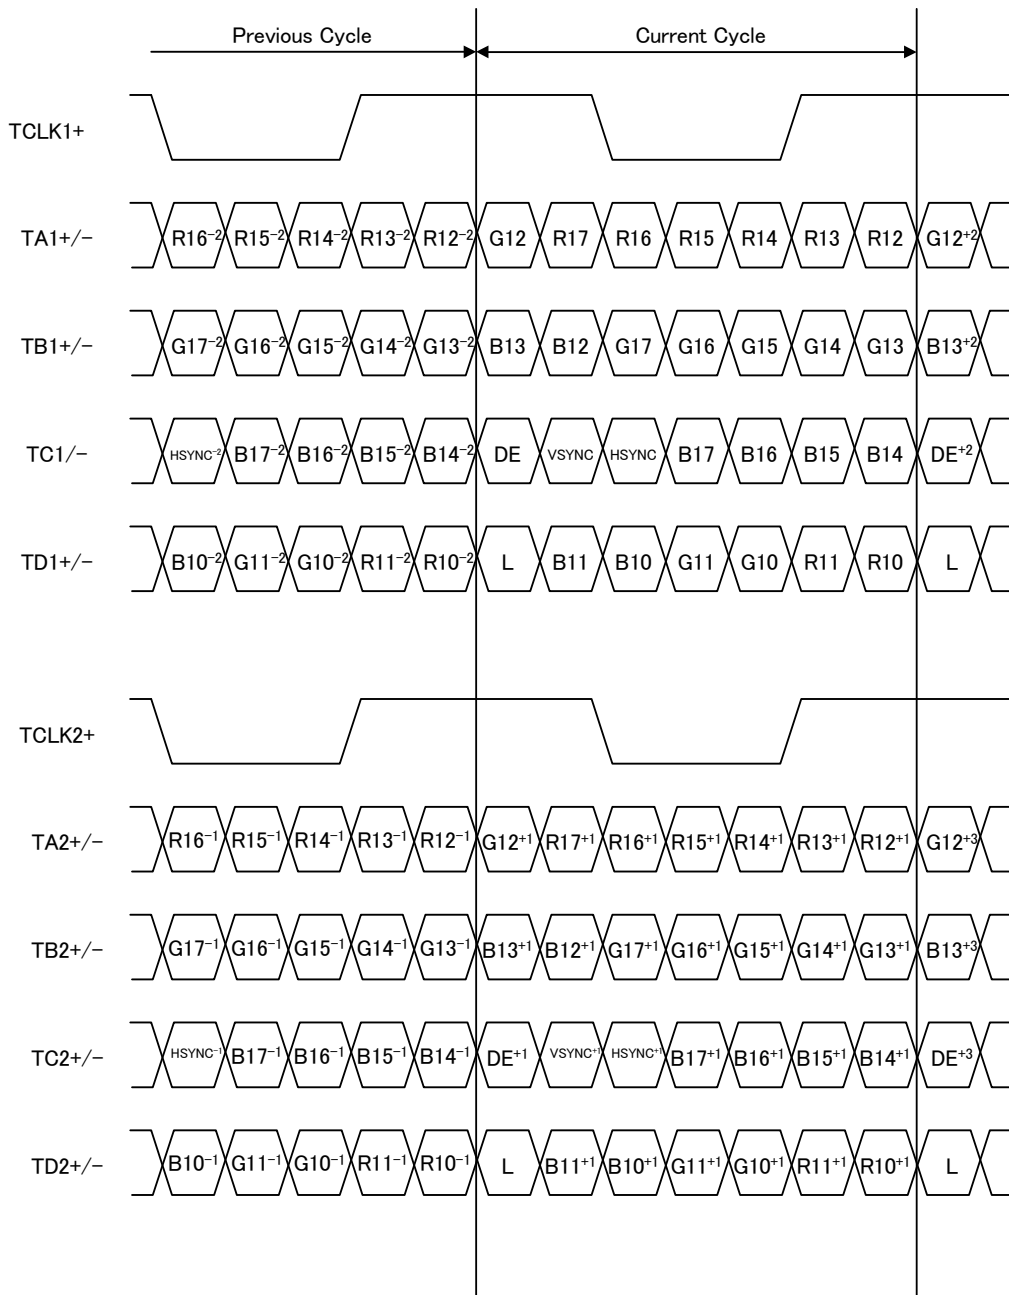 Previous Cycle Current Cycle
TCLK1+
TA1+/- R16⁻² R15⁻² R14⁻² R13⁻² R12⁻² G12 R17 R16 R15 R14 R13 R12 G12⁺²
TB1+/- G17⁻² G16⁻² G15⁻² G14⁻² G13⁻² B13 B12 G17 G16 G15 G14 G13 B13⁺²
TC1/- HSYNC⁻² B17⁻² B16⁻² B15⁻² B14⁻² DE VSYNC HSYNC B17 B16 B15 B14 DE⁺²
TD1+/- B10⁻² G11⁻² G10⁻² R11⁻² R10⁻² L B11 B10 G11 G10 R11 R10 L
TCLK2+
TA2+/- R16⁻¹ R15⁻¹ R14⁻¹ R13⁻¹ R12⁻¹ G12⁺¹ R17⁺¹ R16⁺¹ R15⁺¹ R14⁺¹ R13⁺¹ R12⁺¹ G12⁺³
TB2+/- G17⁻¹ G16⁻¹ G15⁻¹ G14⁻¹ G13⁻¹ B13⁺¹ B12⁺¹ G17⁺¹ G16⁺¹ G15⁺¹ G14⁺¹ G13⁺¹ B13⁺³
TC2+/- HSYNC⁻¹ B17⁻¹ B16⁻¹ B15⁻¹ B14⁻¹ DE⁺¹ VSYNC⁺¹ HSYNC⁺¹ B17⁺¹ B16⁺¹ B15⁺¹ B14⁺¹ DE⁺³
TD2+/- B10⁻¹ G11⁻¹ G10⁻¹ R11⁻¹ R10⁻¹ L B11⁺¹ B10⁺¹ G11⁺¹ G10⁺¹ R11⁺¹ R10⁺¹ L